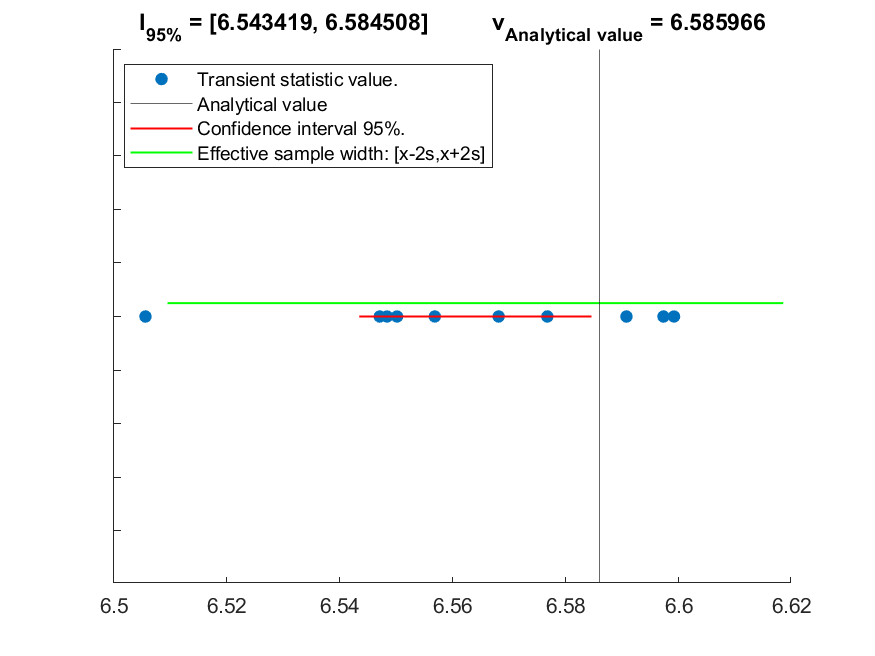 I95% = [6.543419, 6.584508] vAnalytical value = 6.585966
Transient statistic value.
Analytical value
Confidence interval 95%.
Effective sample width: [x-2s,x+2s]
6.5 6.52 6.54 6.56 6.58 6.6 6.62